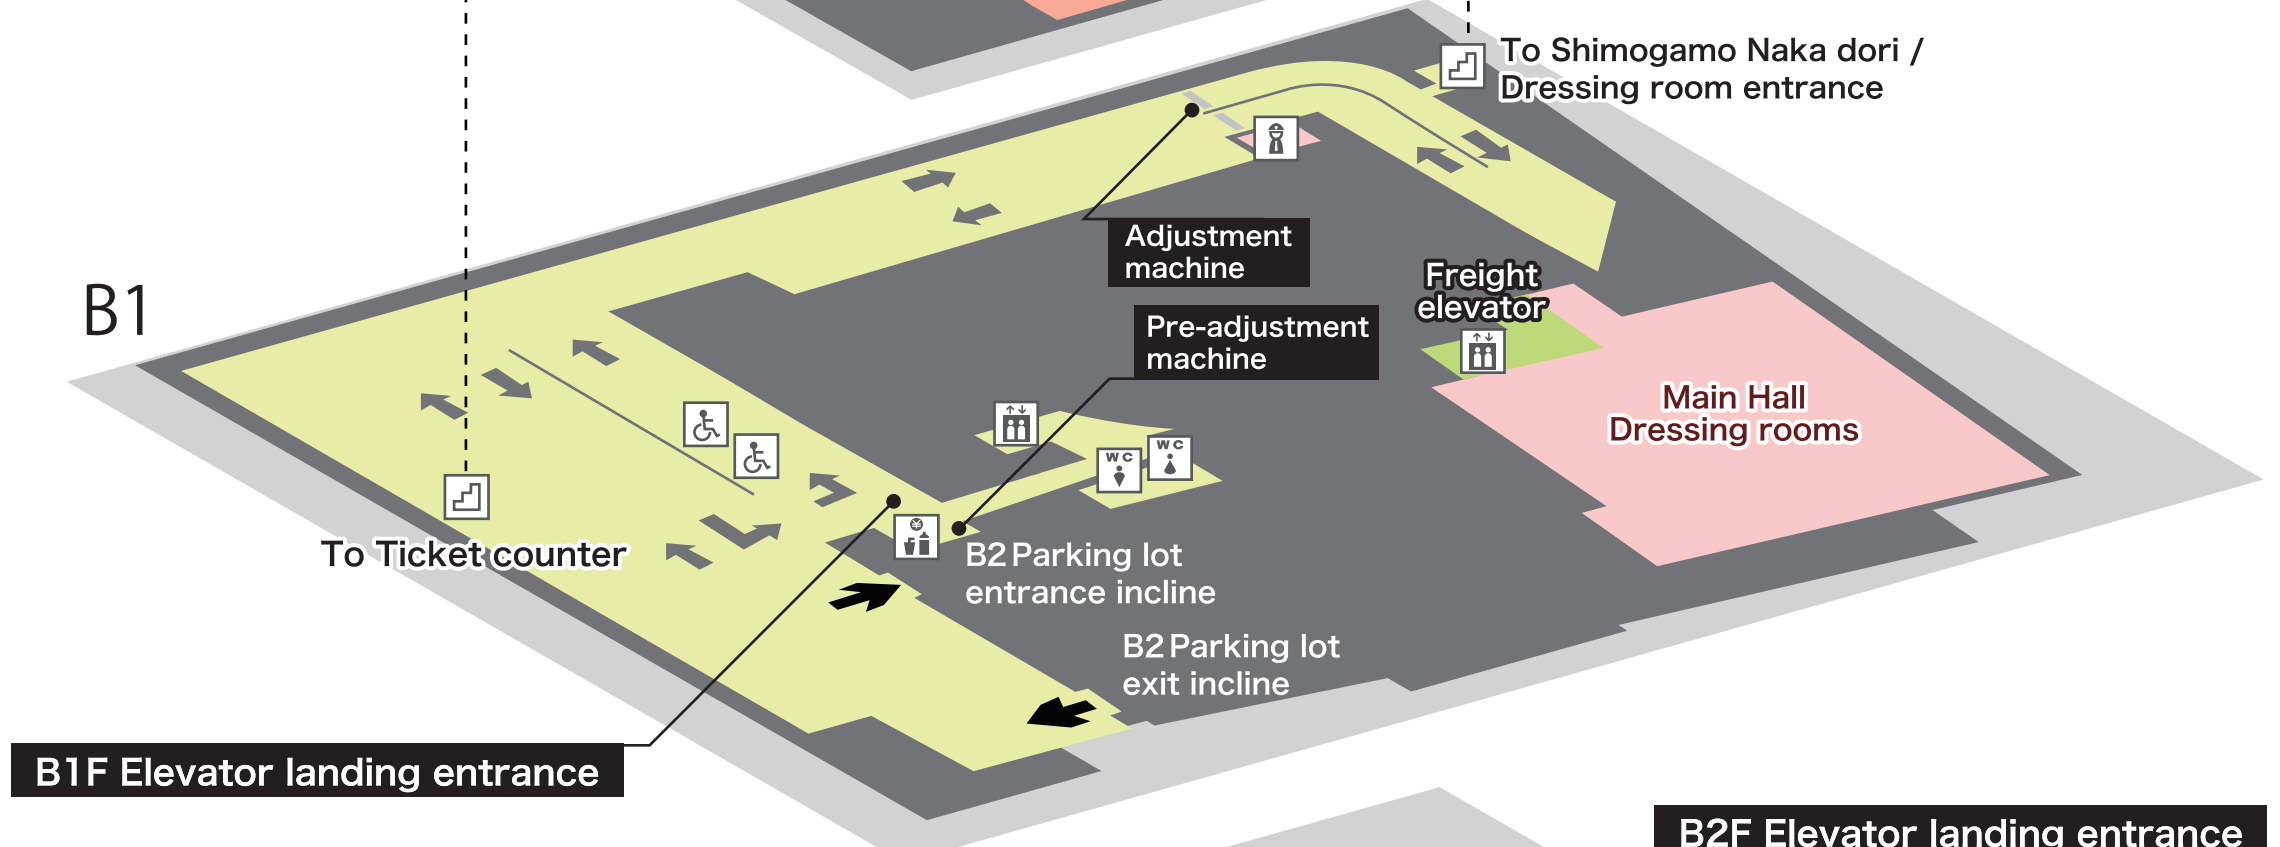 To Shimogamo Naka dori /
Dressing room entrance
Adjustment
machine
B1
Freight
elevator
Pre-adjustment
machine
Main Hall
Dressing rooms
WC
WC
¥
To Ticket counter
B2 Parking lot
entrance incline
B2 Parking lot
exit incline
B1F Elevator landing entrance
B2F Elevator landing entrance